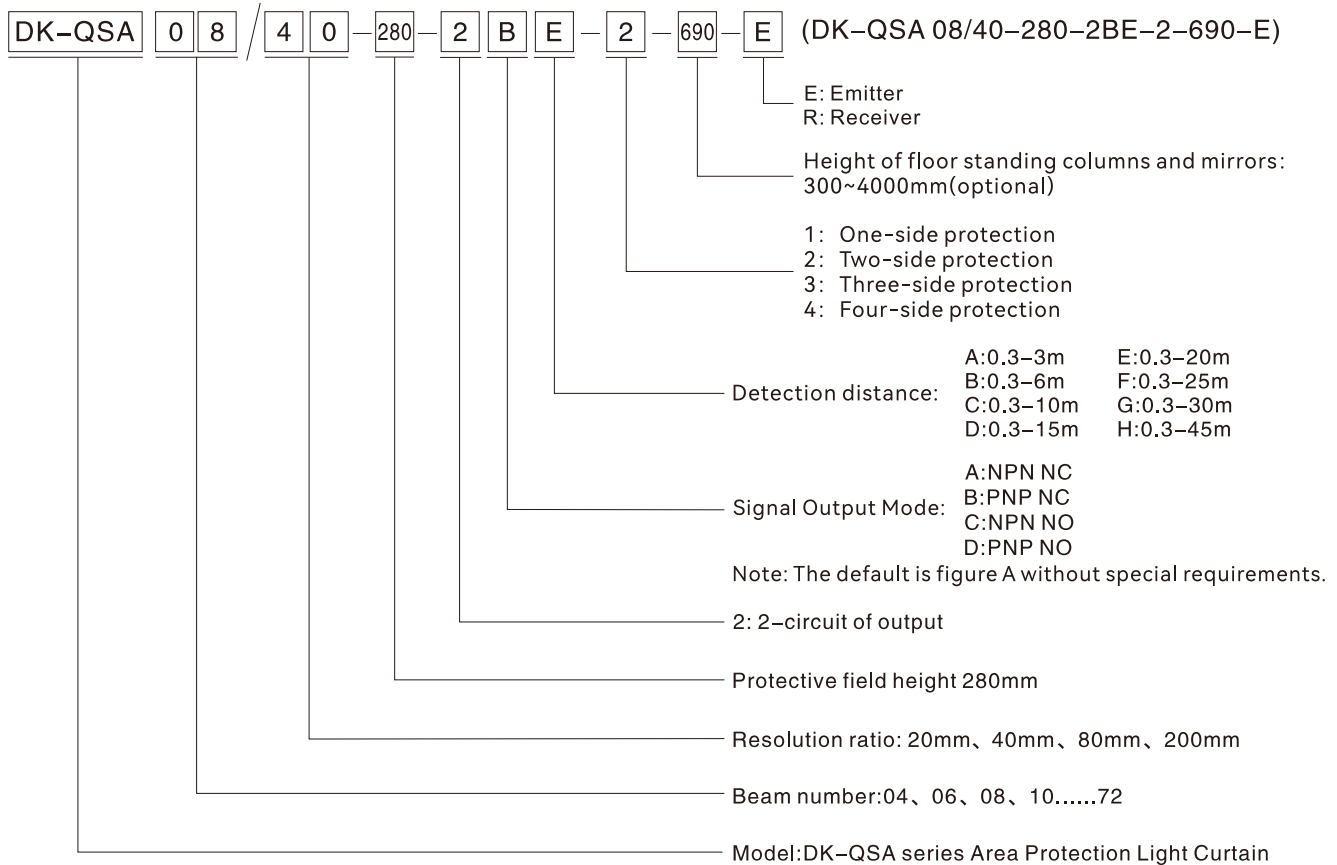 DK-QSA 0 8 / 4 0 - 280 - 2 B E - 2 - 690 - E (DK-QSA 08/40-280-2BE-2-690-E)
E: Emitter
R: Receiver
Height of floor standing columns and mirrors:
300~4000mm(optional)
1: One-side protection
2: Two-side protection
3: Three-side protection
4: Four-side protection
Detection distance:
A:0.3-3m E:0.3-20m
B:0.3-6m F:0.3-25m
C:0.3-10m G:0.3-30m
D:0.3-15m H:0.3-45m
Signal Output Mode:
A:NPN NC
B:PNP NC
C:NPN NO
D:PNP NO
Note: The default is figure A without special requirements.
2: 2-circuit of output
Protective field height 280mm
Resolution ratio: 20mm、40mm、80mm、200mm
Beam number:04、06、08、10......72
Model:DK-QSA series Area Protection Light Curtain